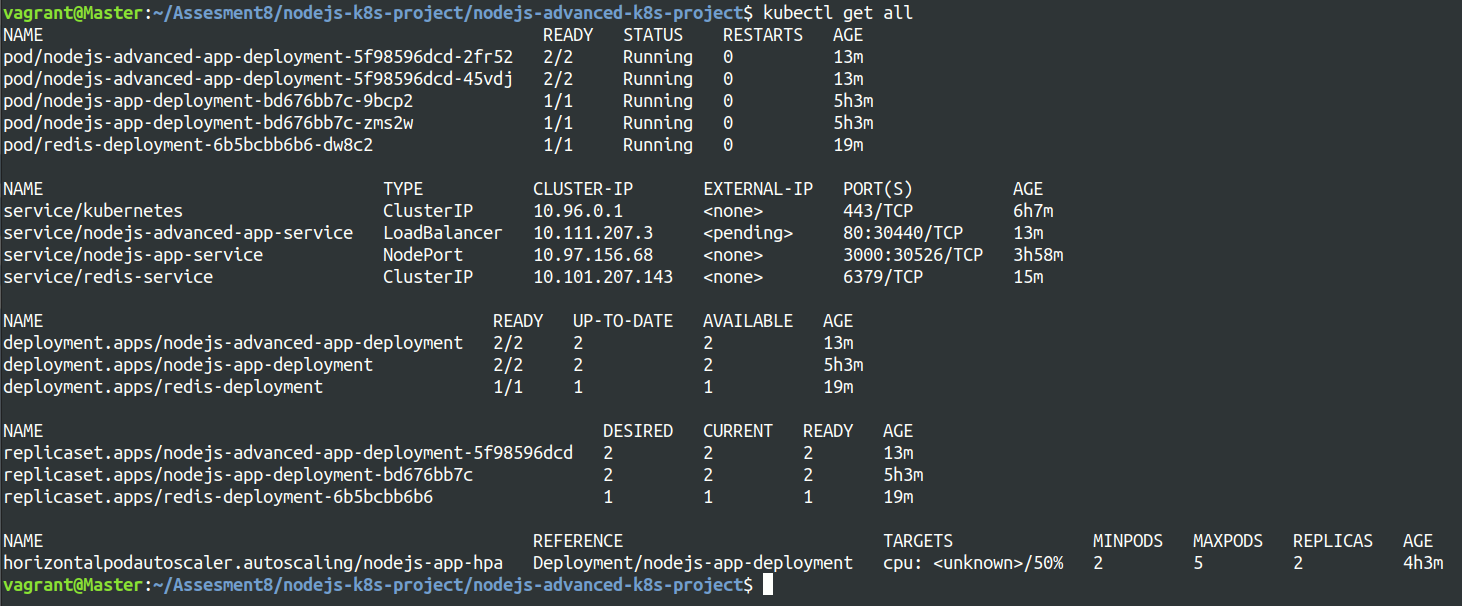 vagrant@Master:~/Assesment8/nodejs-k8s-project/nodejs-advanced-k8s-project$ kubectl get all
NAME READY STATUS RESTARTS AGE
pod/nodejs-advanced-app-deployment-5f98596dcd-2fr52 2/2 Running 0 13m
pod/nodejs-advanced-app-deployment-5f98596dcd-45vdj 2/2 Running 0 13m
pod/nodejs-app-deployment-bd676bb7c-9bcp2 1/1 Running 0 5h3m
pod/nodejs-app-deployment-bd676bb7c-zms2w 1/1 Running 0 5h3m
pod/redis-deployment-6b5bcbb6b6-dw8c2 1/1 Running 0 19m
NAME TYPE CLUSTER-IP EXTERNAL-IP PORT(S) AGE
service/kubernetes ClusterIP 10.96.0.1 <none> 443/TCP 6h7m
service/nodejs-advanced-app-service LoadBalancer 10.111.207.3 <pending> 80:30440/TCP 13m
service/nodejs-app-service NodePort 10.97.156.68 <none> 3000:30526/TCP 3h58m
service/redis-service ClusterIP 10.101.207.143 <none> 6379/TCP 15m
NAME READY UP-TO-DATE AVAILABLE AGE
deployment.apps/nodejs-advanced-app-deployment 2/2 2 2 13m
deployment.apps/nodejs-app-deployment 2/2 2 2 5h3m
deployment.apps/redis-deployment 1/1 1 1 19m
NAME DESIRED CURRENT READY AGE
replicaset.apps/nodejs-advanced-app-deployment-5f98596dcd 2 2 2 13m
replicaset.apps/nodejs-app-deployment-bd676bb7c 2 2 2 5h3m
replicaset.apps/redis-deployment-6b5bcbb6b6 1 1 1 19m
NAME REFERENCE TARGETS MINPODS MAXPODS REPLICAS AGE
horizontalpodautoscaler.autoscaling/nodejs-app-hpa Deployment/nodejs-app-deployment cpu: <unknown>/50% 2 5 2 4h3m
vagrant@Master:~/Assesment8/nodejs-k8s-project/nodejs-advanced-k8s-project$